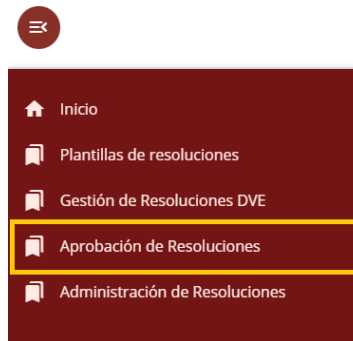 Inicio
Plantillas de resoluciones
Gestión de Resoluciones DVE
Aprobación de Resoluciones
Administración de Resoluciones